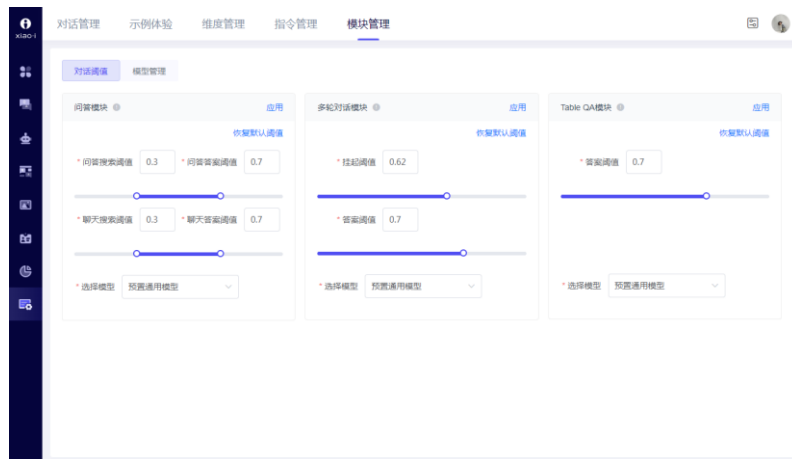 xiao-i
对话管理 示例体验 维度管理 指令管理 模块管理
对话阈值 模型管理
问答模块 应用
恢复默认阈值
* 问答搜索阈值 0.3 * 问答答案阈值 0.7
* 聊天搜索阈值 0.3 * 聊天答案阈值 0.7
* 选择模型 预置通用模型
多轮对话模块 应用
恢复默认阈值
* 挂起阈值 0.62
* 答案阈值 0.7
* 选择模型 预置通用模型
Table QA模块 应用
恢复默认阈值
* 答案阈值 0.7
* 选择模型 预置通用模型